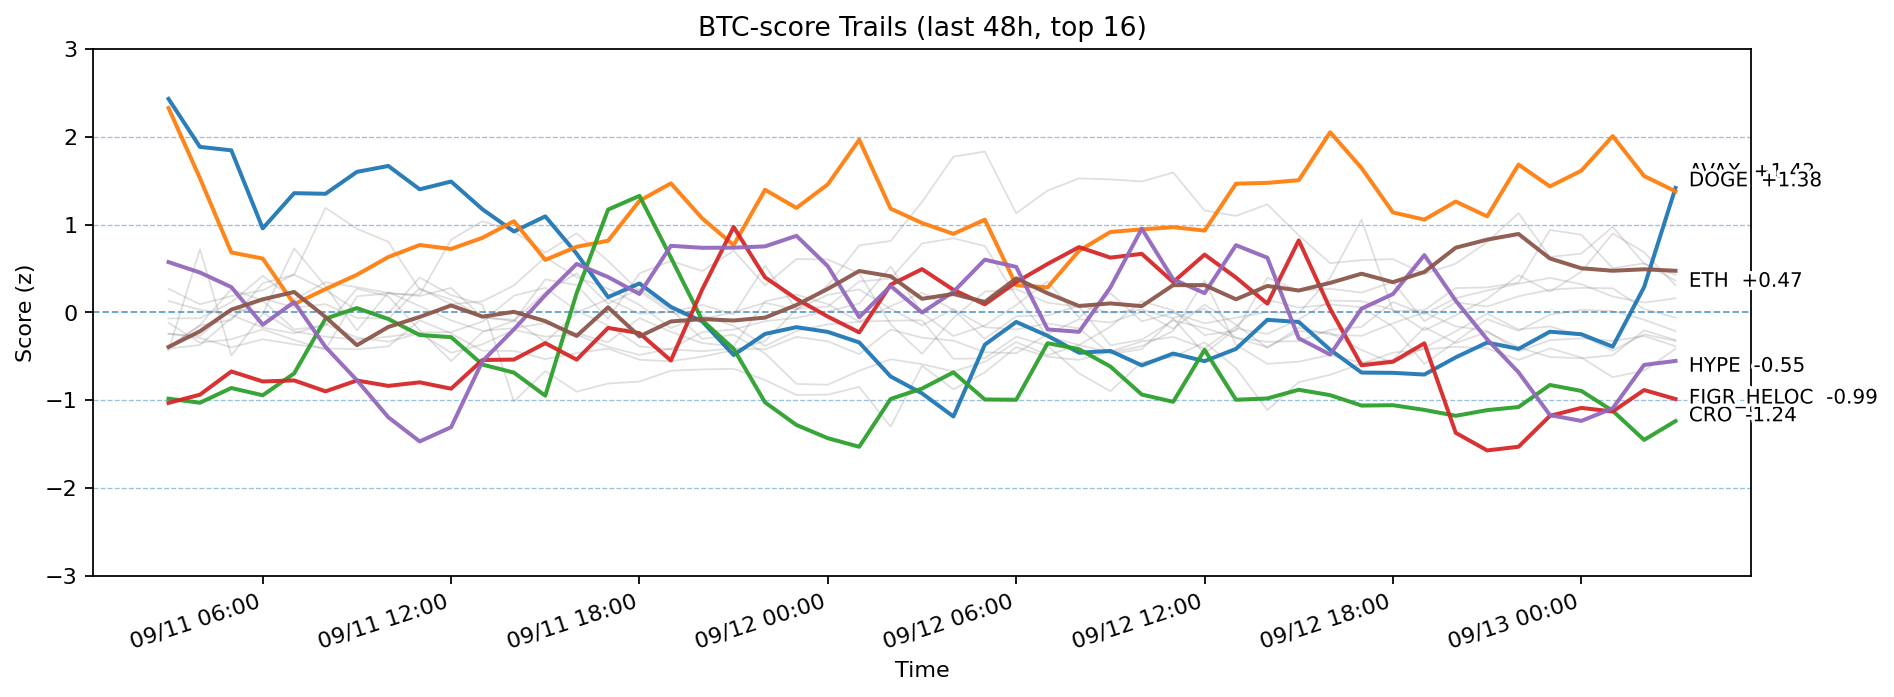 BTC-score Trails (last 48h, top 16)
3
2
1
0
−1
−2
−3
Score (z)
AVAX +1.42
DOGE +1.38
ETH +0.47
HYPE -0.55
FIGR_HELOC -0.99
CRO -1.24
09/11 06:00
09/11 12:00
09/11 18:00
09/12 00:00
09/12 06:00
09/12 12:00
09/12 18:00
09/13 00:00
Time